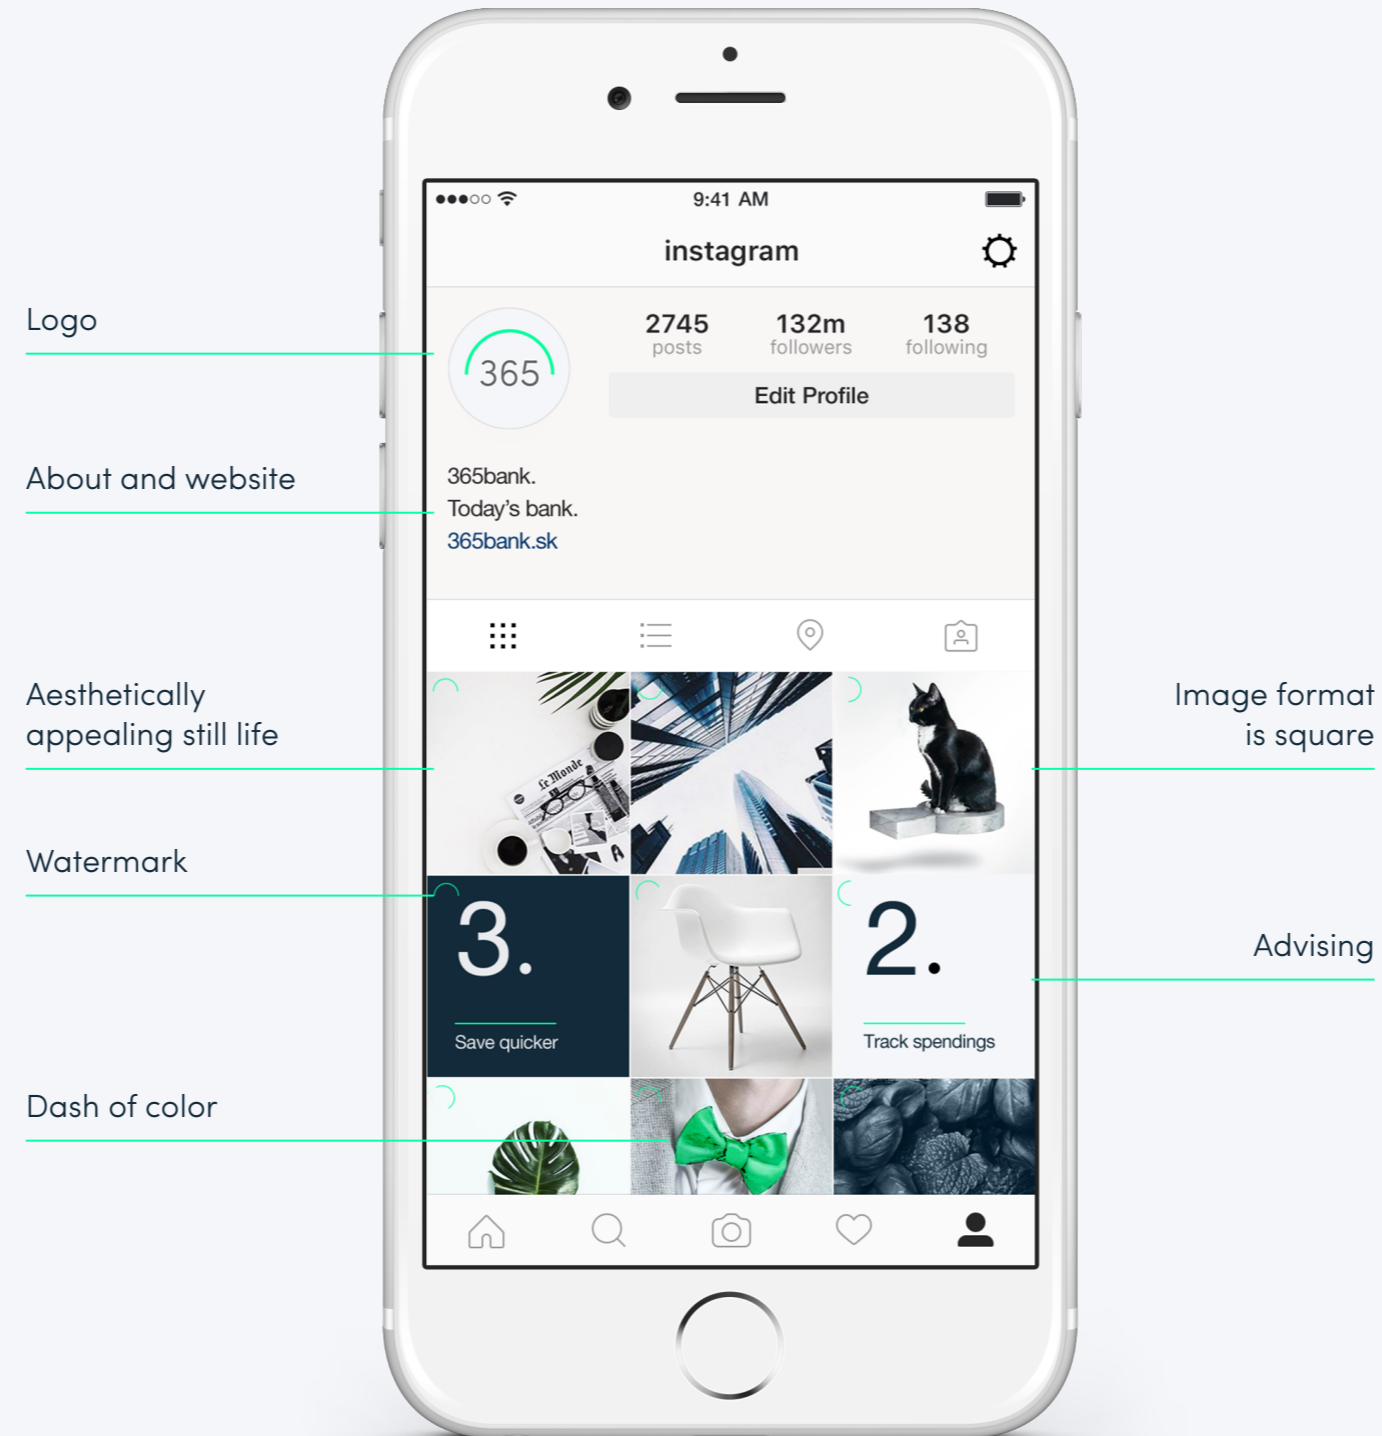 9:41 AM
instagram
Logo
365
2745
posts
132m
followers
138
following
Edit Profile
About and website
365bank.
Today's bank.
365bank.sk
Aesthetically
appealing still life
Image format
is square
Le Monde
Watermark
3.
Save quicker
2.
Track spendings
Advising
Dash of color